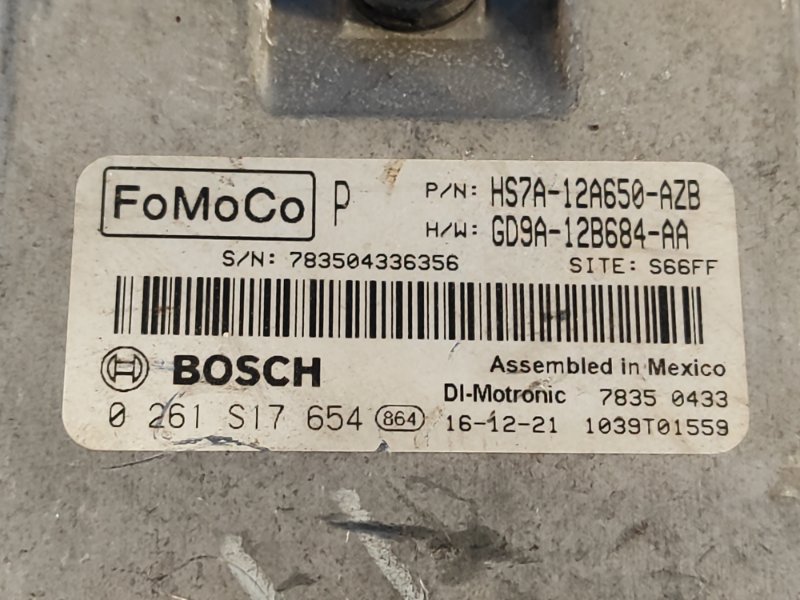 FoMoCo P P/N: HS7A-12A650-AZB
H/W: GD9A-12B684-AA
S/N: 783504336356 SITE: S66FF
BOSCH Assembled in Mexico
DI-Motronic 7835 0433
0 261 S17 654 864 16-12-21 1039T01559